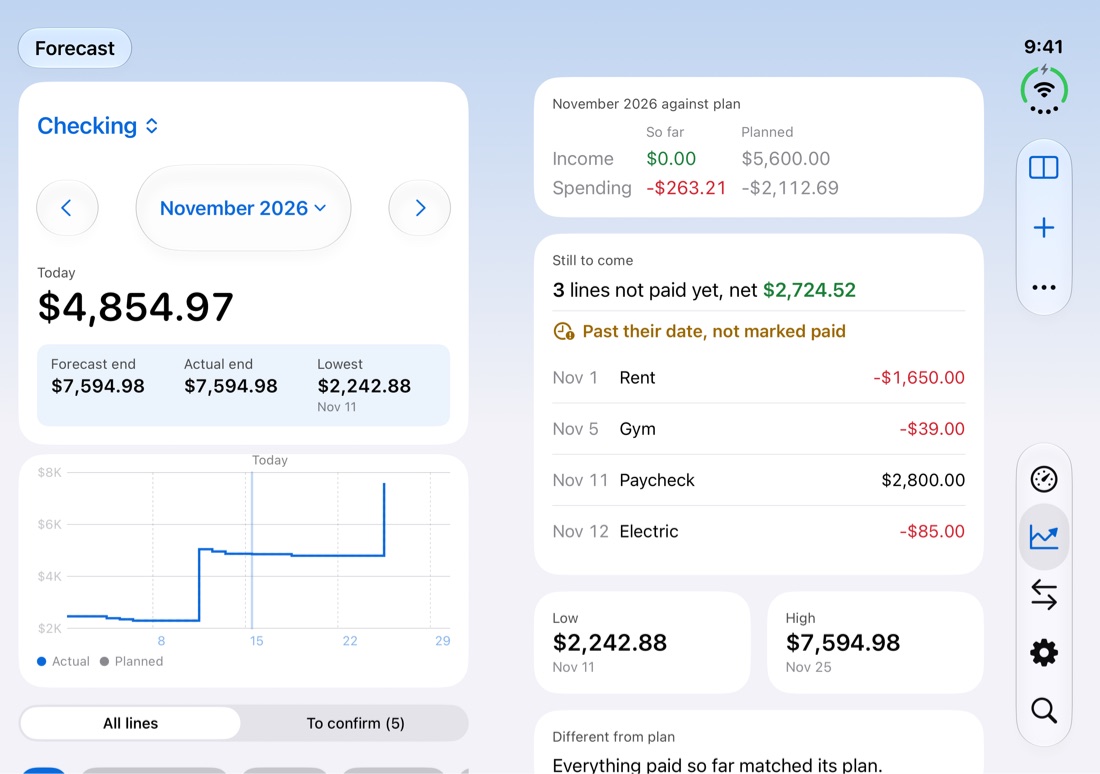 Forecast
Checking
November 2026
Today
$4,854.97
Forecast end Actual end Lowest
$7,594.98 $7,594.98 $2,242.88
Nov 11
Today
$8K
$6K
$4K
$2K
8 15 22 29
Actual Planned
All lines To confirm (5)
November 2026 against plan
So far Planned
Income $0.00 $5,600.00
Spending -$263.21 -$2,112.69
Still to come
3 lines not paid yet, net $2,724.52
Past their date, not marked paid
Nov 1 Rent -$1,650.00
Nov 5 Gym -$39.00
Nov 11 Paycheck $2,800.00
Nov 12 Electric -$85.00
Low
$2,242.88
Nov 11
High
$7,594.98
Nov 25
Different from plan
Everything paid so far matched its plan.
9:41